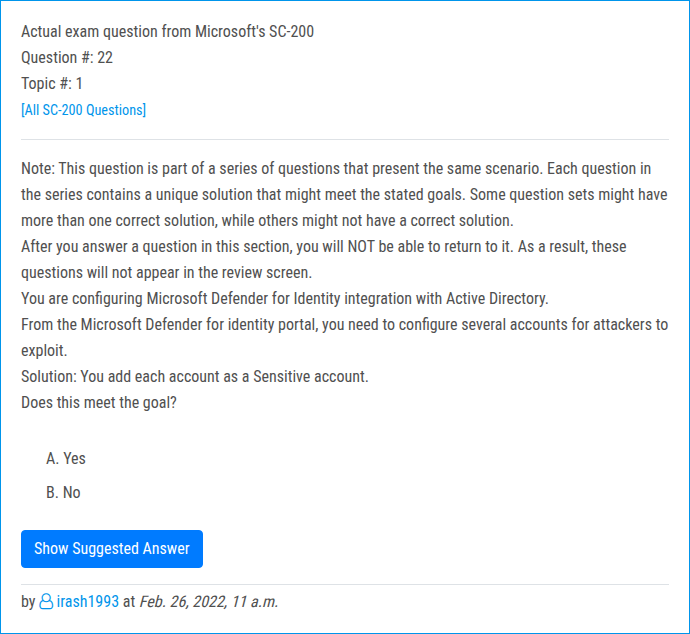 Actual exam question from Microsoft's SC-200
Question #: 22
Topic #: 1
[All SC-200 Questions]
Note: This question is part of a series of questions that present the same scenario. Each question in
the series contains a unique solution that might meet the stated goals. Some question sets might have
more than one correct solution, while others might not have a correct solution.
After you answer a question in this section, you will NOT be able to return to it. As a result, these
questions will not appear in the review screen.
You are configuring Microsoft Defender for Identity integration with Active Directory.
From the Microsoft Defender for identity portal, you need to configure several accounts for attackers to
exploit.
Solution: You add each account as a Sensitive account.
Does this meet the goal?
A. Yes
B. No
Show Suggested Answer
by irash1993 at Feb. 26, 2022, 11 a.m.